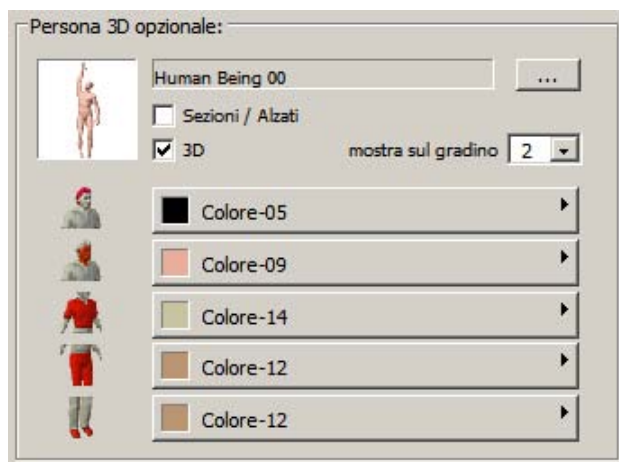 Persona 3D opzionale:
Human Being 00 ...
Sezioni / Alzati
3D mostra sul gradino 2
Colore-05
Colore-09
Colore-14
Colore-12
Colore-12